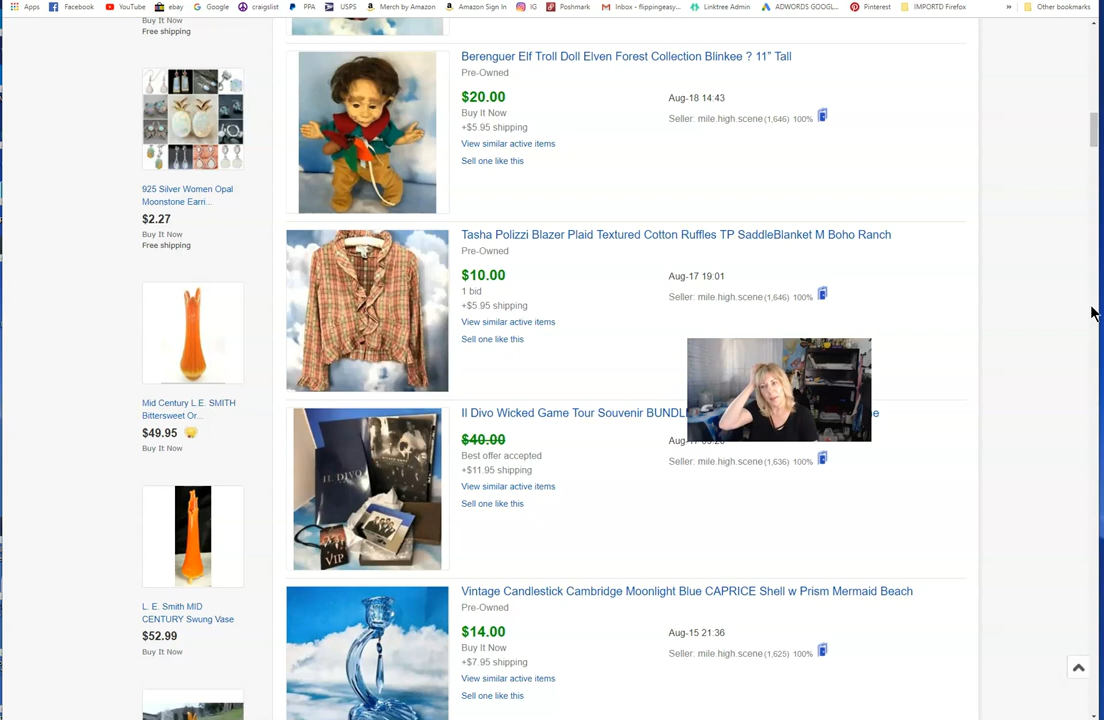 Apps Facebook YouTube ebay Google craigslist PPA USPS Merch by Amazon Amazon Sign In IG Poshmark Inbox - flippingeasy... Linktree Admin ADWORDS GOOGL... Pinterest IMPORTD Firefox » Other bookmarks
Buy It Now
Free shipping
925 Silver Women Opal
Moonstone Earri...
$2.27
Buy It Now
Free shipping
Mid Century L.E. SMITH
Bittersweet Or...
$49.95
Buy It Now
L. E. Smith MID
CENTURY Swung Vase
$52.99
Buy It Now
Berenguer Elf Troll Doll Elven Forest Collection Blinkee ? 11" Tall
Pre-Owned
$20.00 Aug-18 14:43
Buy It Now Seller: mile.high.scene (1,646) 100%
+$5.95 shipping
View similar active items
Sell one like this
Tasha Polizzi Blazer Plaid Textured Cotton Ruffles TP SaddleBlanket M Boho Ranch
Pre-Owned
$10.00 Aug-17 19:01
1 bid Seller: mile.high.scene (1,646) 100%
+$5.95 shipping
View similar active items
Sell one like this
Il Divo Wicked Game Tour Souvenir BUNDL
$40.00
Best offer accepted Seller: mile.high.scene (1,636) 100%
+$11.95 shipping
View similar active items
Sell one like this
IL DIVO
VIP
Vintage Candlestick Cambridge Moonlight Blue CAPRICE Shell w Prism Mermaid Beach
Pre-Owned
$14.00 Aug-15 21:36
Buy It Now Seller: mile.high.scene (1,625) 100%
+$7.95 shipping
View similar active items
Sell one like this